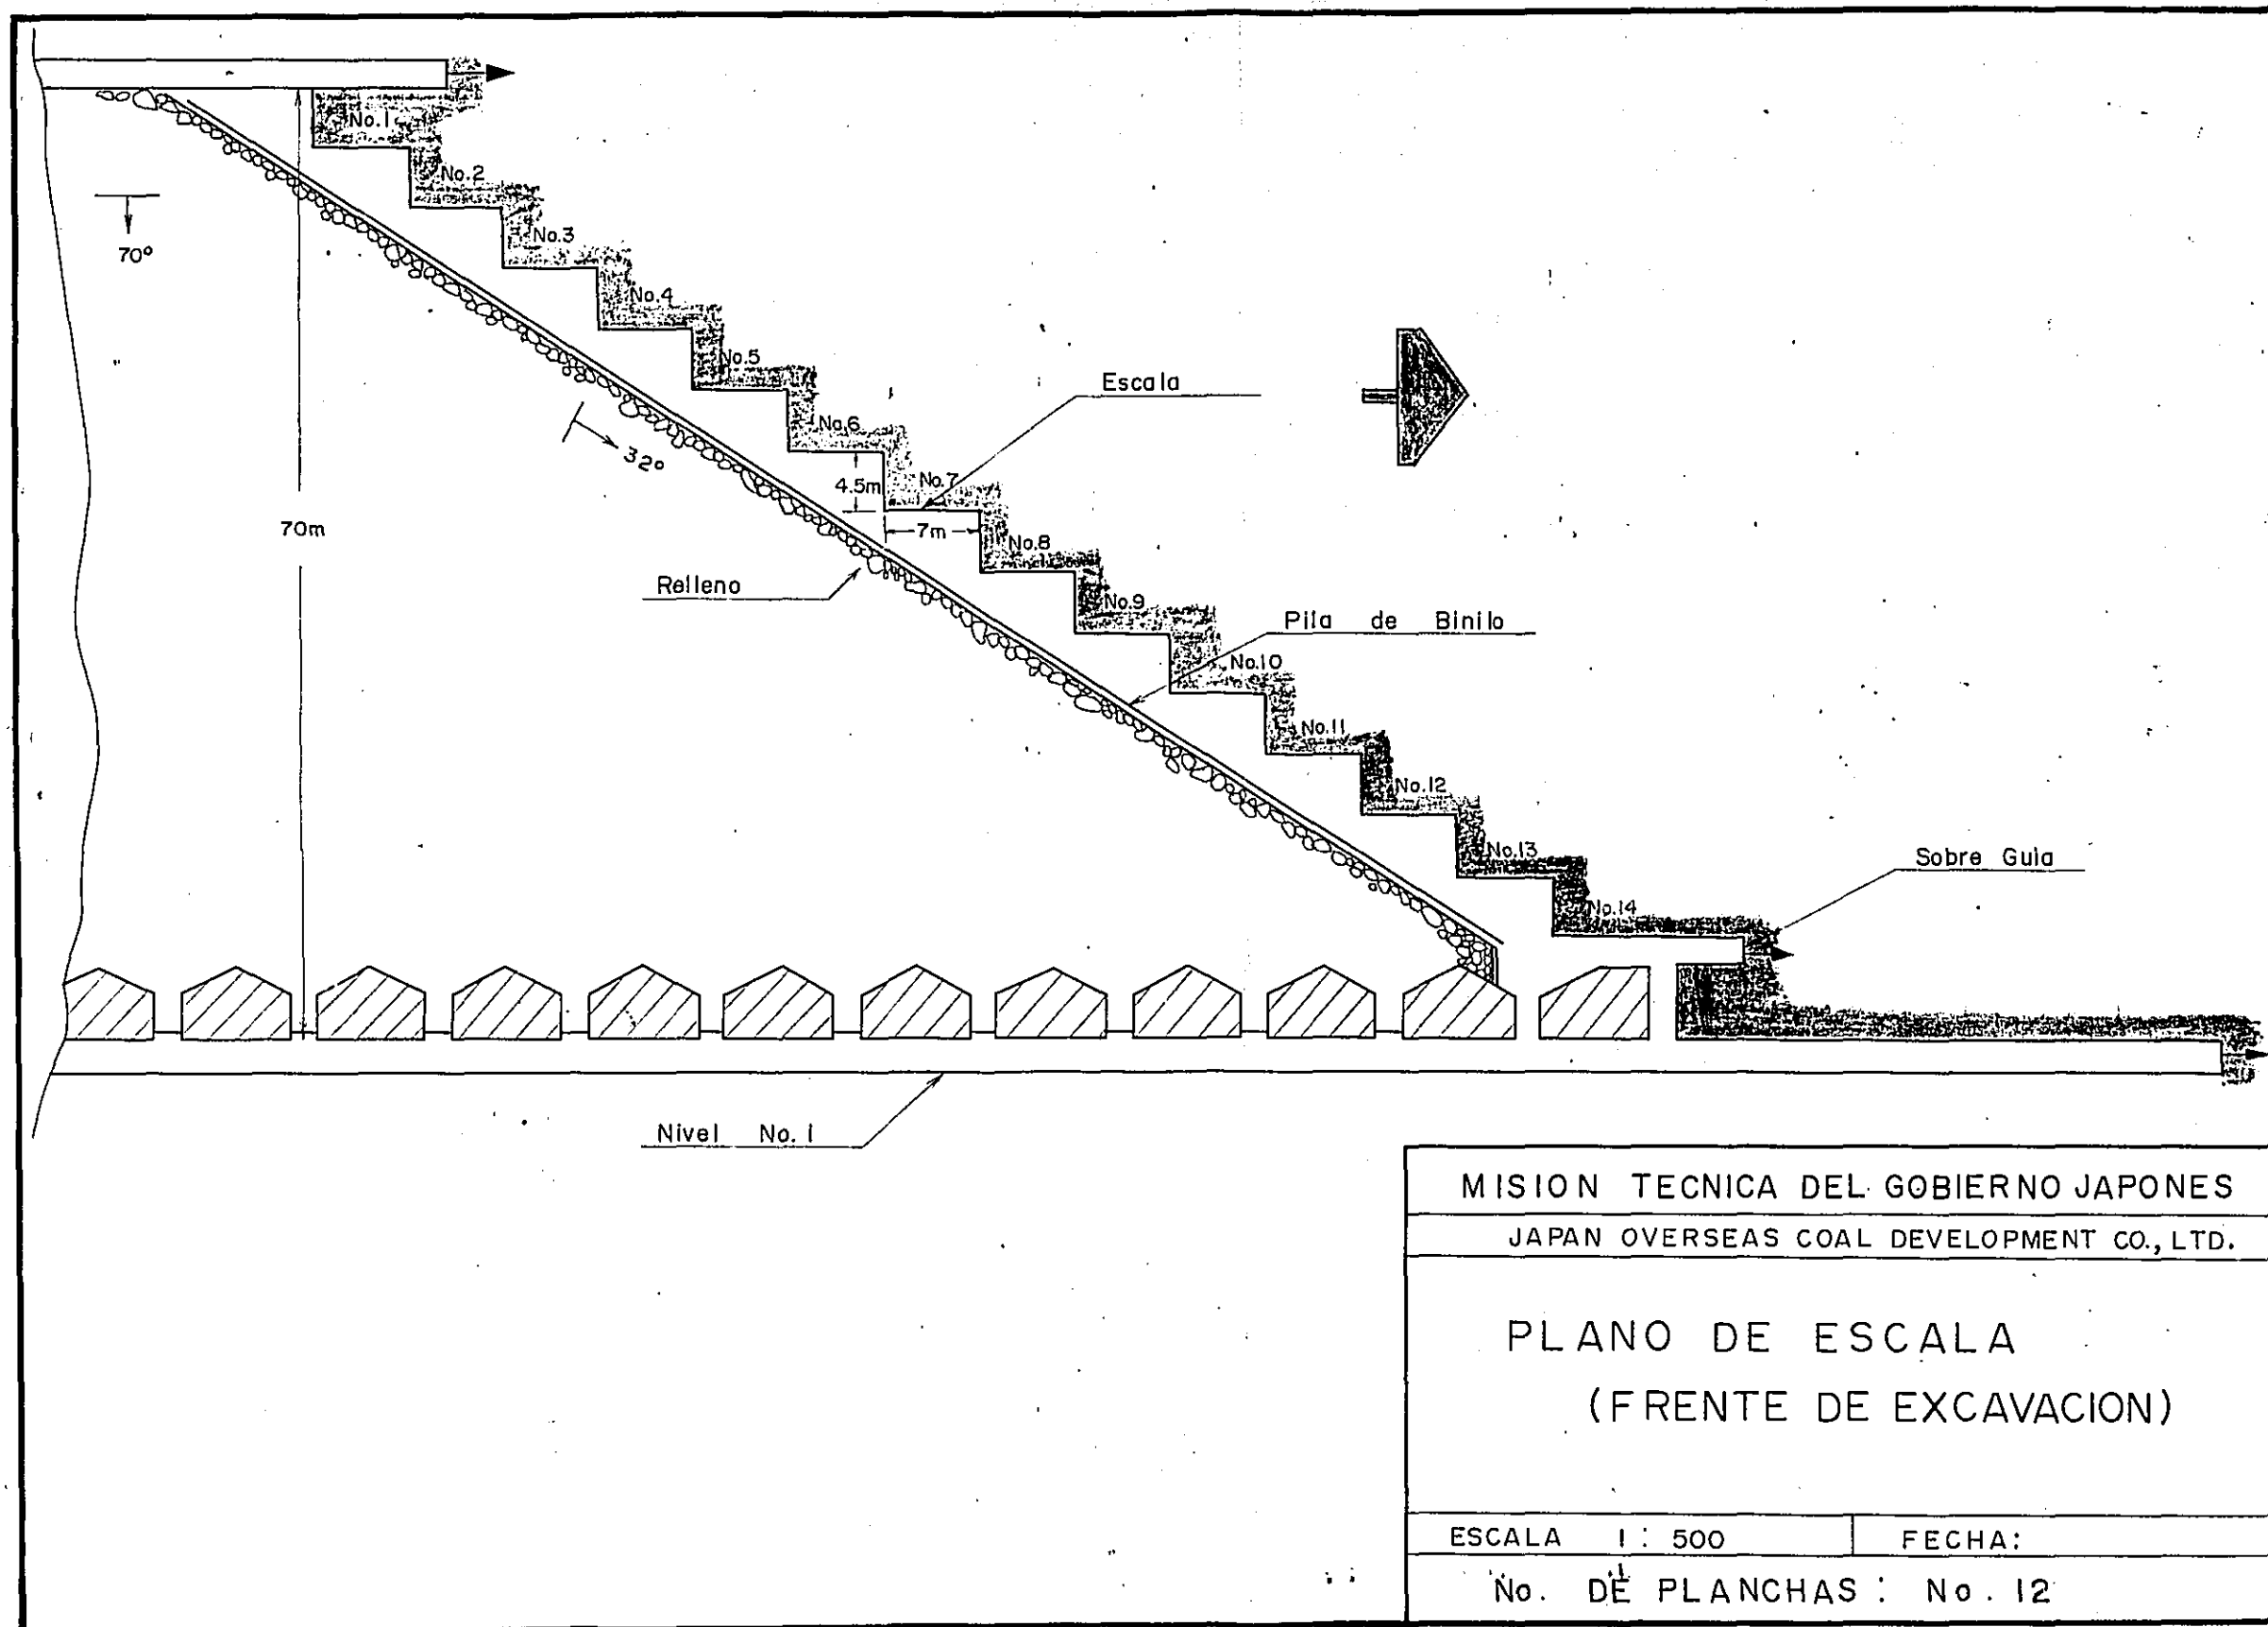 No.1
No.2
70°
No.3
No.4
No.5
Escala
No.6
32°
4.5m
No.7
70m
7m
No.8
Relleno
No.9
Pila de Binilo
No.10
No.11
No.12
No.13
Sobre Guia
No.14
Nivel No. 1
MISION TECNICA DEL GOBIERNO JAPONES
JAPAN OVERSEAS COAL DEVELOPMENT CO., LTD.
PLANO DE ESCALA
(FRENTE DE EXCAVACION)
ESCALA 1 : 500
FECHA:
No. DE PLANCHAS : No. 12